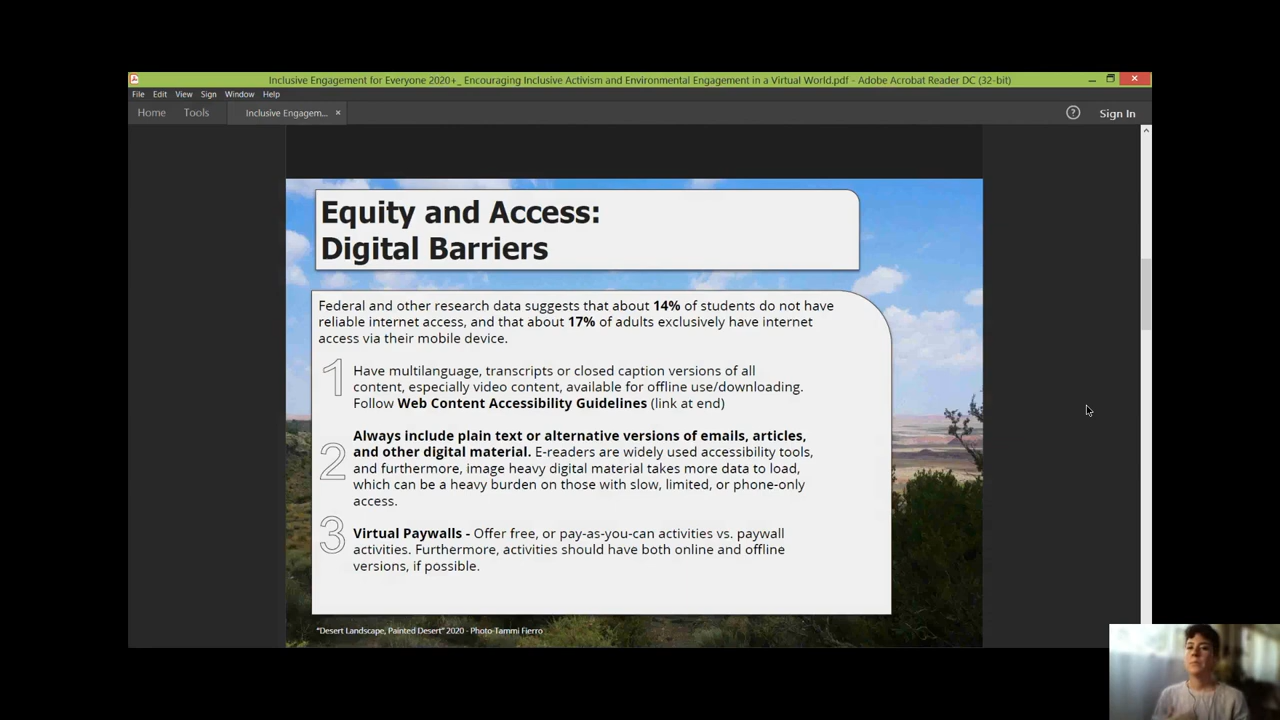 Inclusive Engagement for Everyone 2020+_ Encouraging Inclusive Activism and Environmental Engagement in a Virtual World.pdf - Adobe Acrobat Reader DC (32-bit)
File Edit View Sign Window Help
Home Tools Inclusive Engagem... × ? Sign In
Equity and Access:
Digital Barriers
Federal and other research data suggests that about 14% of students do not have
reliable internet access, and that about 17% of adults exclusively have internet
access via their mobile device.
1 Have multilanguage, transcripts or closed caption versions of all
content, especially video content, available for offline use/downloading.
Follow Web Content Accessibility Guidelines (link at end)
2 Always include plain text or alternative versions of emails, articles,
and other digital material. E-readers are widely used accessibility tools,
and furthermore, image heavy digital material takes more data to load,
which can be a heavy burden on those with slow, limited, or phone-only
access.
3 Virtual Paywalls - Offer free, or pay-as-you-can activities vs. paywall
activities. Furthermore, activities should have both online and offline
versions, if possible.
"Desert Landscape, Painted Desert" 2020 - Photo-Tammi Fierro